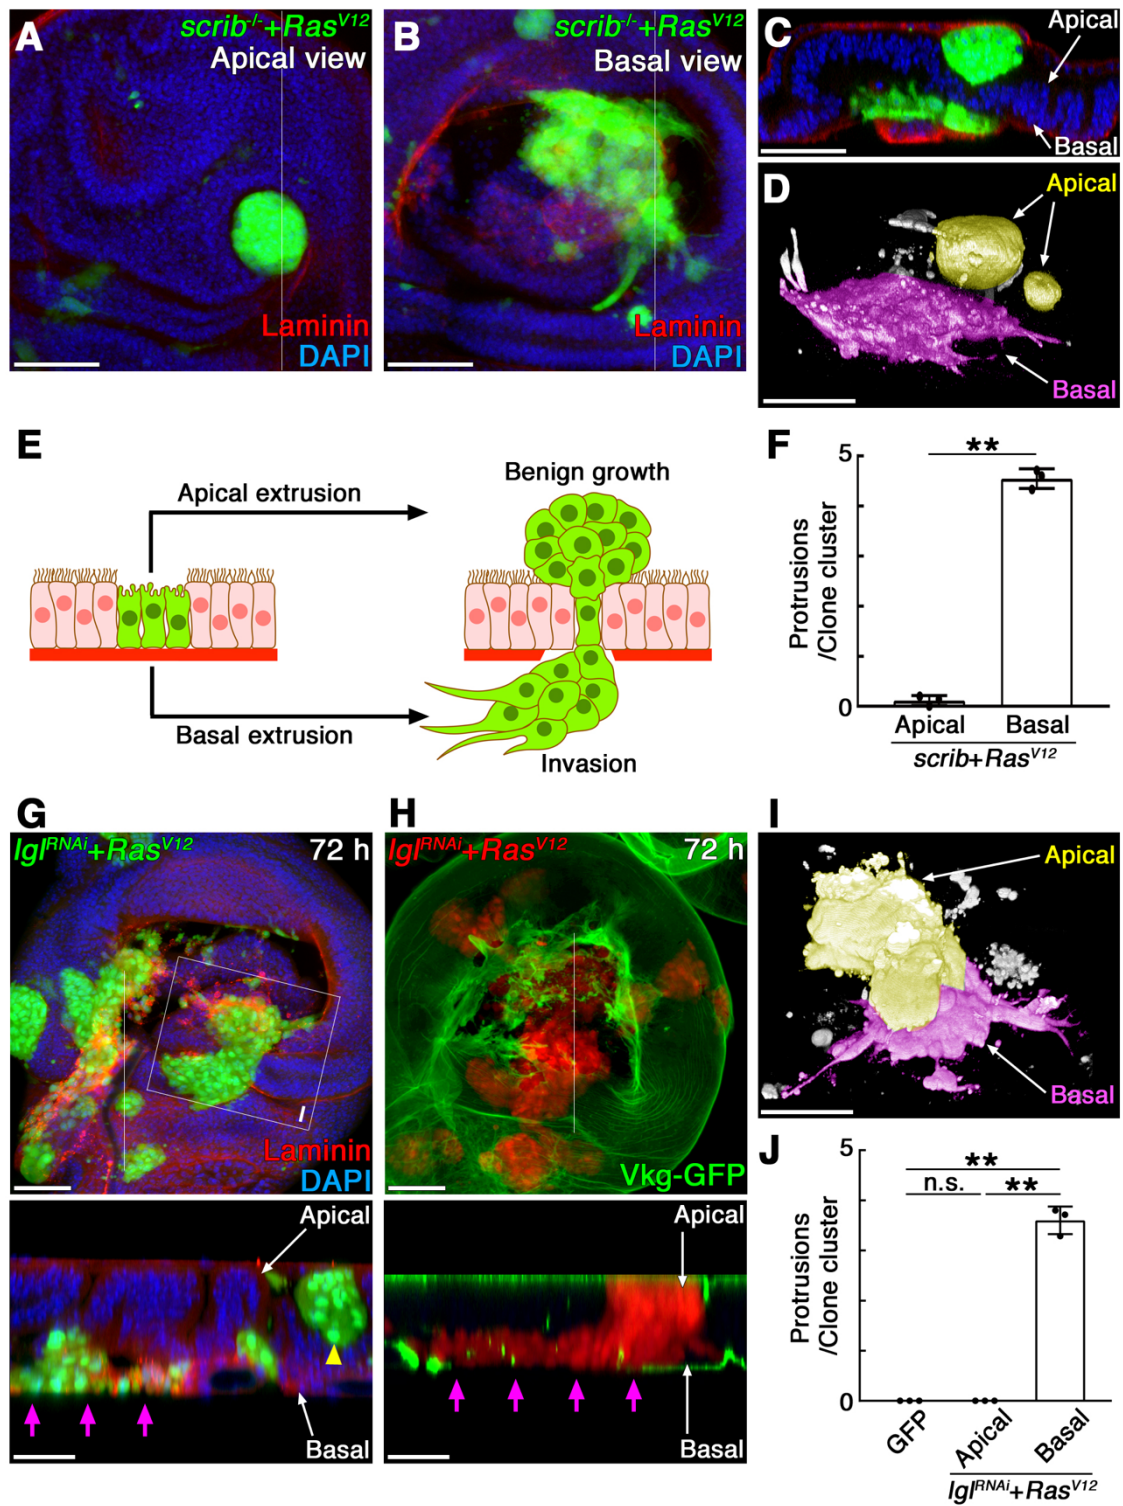 A
scrib-/-+RasV12
Apical view
Laminin
DAPI
B
scrib-/-+RasV12
Basal view
Laminin
DAPI
C
Apical
Basal
D
Apical
Basal
E
Apical extrusion
Benign growth
Basal extrusion
Invasion
F
5
**
Protrusions
/Clone cluster
0
Apical
Basal
scrib+RasV12
G
lglRNAi+RasV12
72 h
I
Laminin
DAPI
Apical
Basal
H
lglRNAi+RasV12
72 h
Vkg-GFP
Apical
Basal
I
Apical
Basal
J
5
**
n.s.
**
Protrusions
/Clone cluster
0
GFP
Apical
Basal
lglRNAi+RasV12